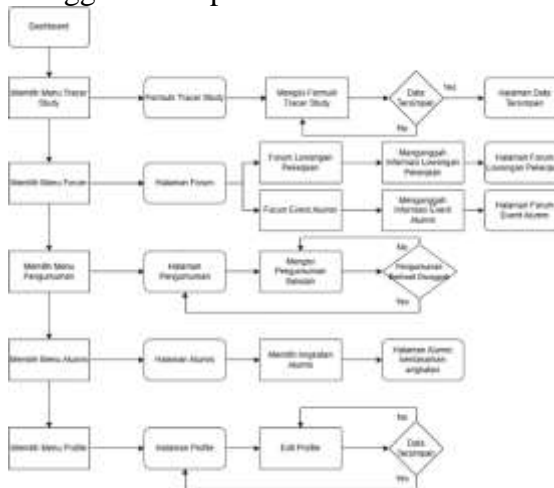 Dashboard
Memilih Menu Tracer
Study
Formulir Tracer Study
Mengisi Formulir
Tracer Study
Data
Tersimpan
Yes
No
Halaman Data
Tersimpan
Memilih Menu Forum
Halaman Forum
Forum Lowongan
Pekerjaan
Mengunggah
Informasi Lowongan
Pekerjaan
Halaman Forum
Lowongan Pekerjaan
Forum Event Alumni
Mengunggah
Informasi Event
Alumni
Halaman Forum
Event Alumni
Memilih Menu
Pengumuman
Halaman
Pengumuman
Mengisi
Pengumuman
No
Pengumuman
Berhasil Diunggah
Yes
Memilih Menu Alumni
Halaman Alumni
Memilih Angkatan
Alumni
Halaman Alumni
berdasarkan
angkatan
Memilih Menu Profile
Halaman Profile
Edit Profile
No
Data
Tersimpan
Yes